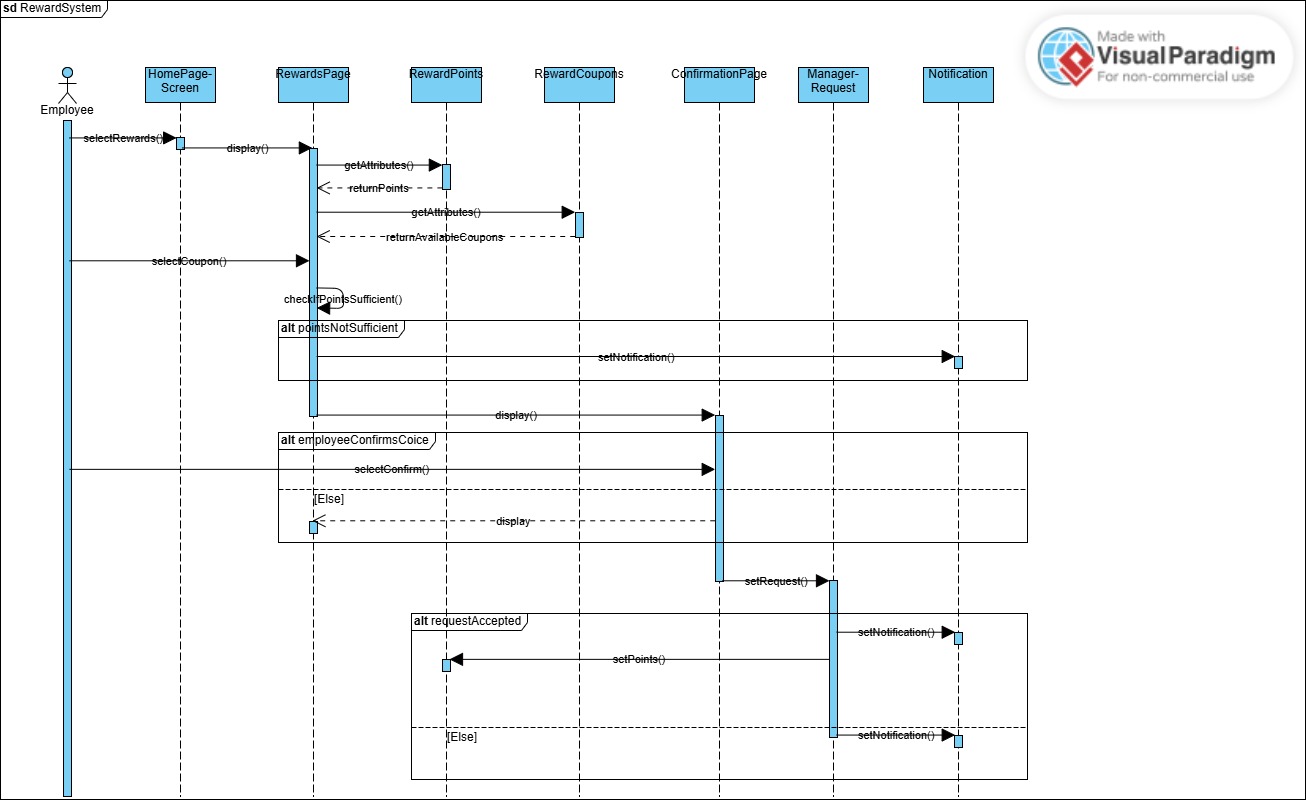 sd RewardSystem
Made with
Visual Paradigm
For non-commercial use
Employee
HomePage-
Screen
RewardsPage
RewardPoints
RewardCoupons
ConfirmationPage
Manager-
Request
Notification
selectRewards()
display()
getAttributes()
returnPoints
getAttributes()
returnAvailableCoupons
selectCoupon()
checkIfPointsSufficient()
alt pointsNotSufficient
setNotification()
display()
alt employeeConfirmsCoice
selectConfirm()
[Else]
display
setRequest()
alt requestAccepted
setNotification()
setPoints()
[Else]
setNotification()